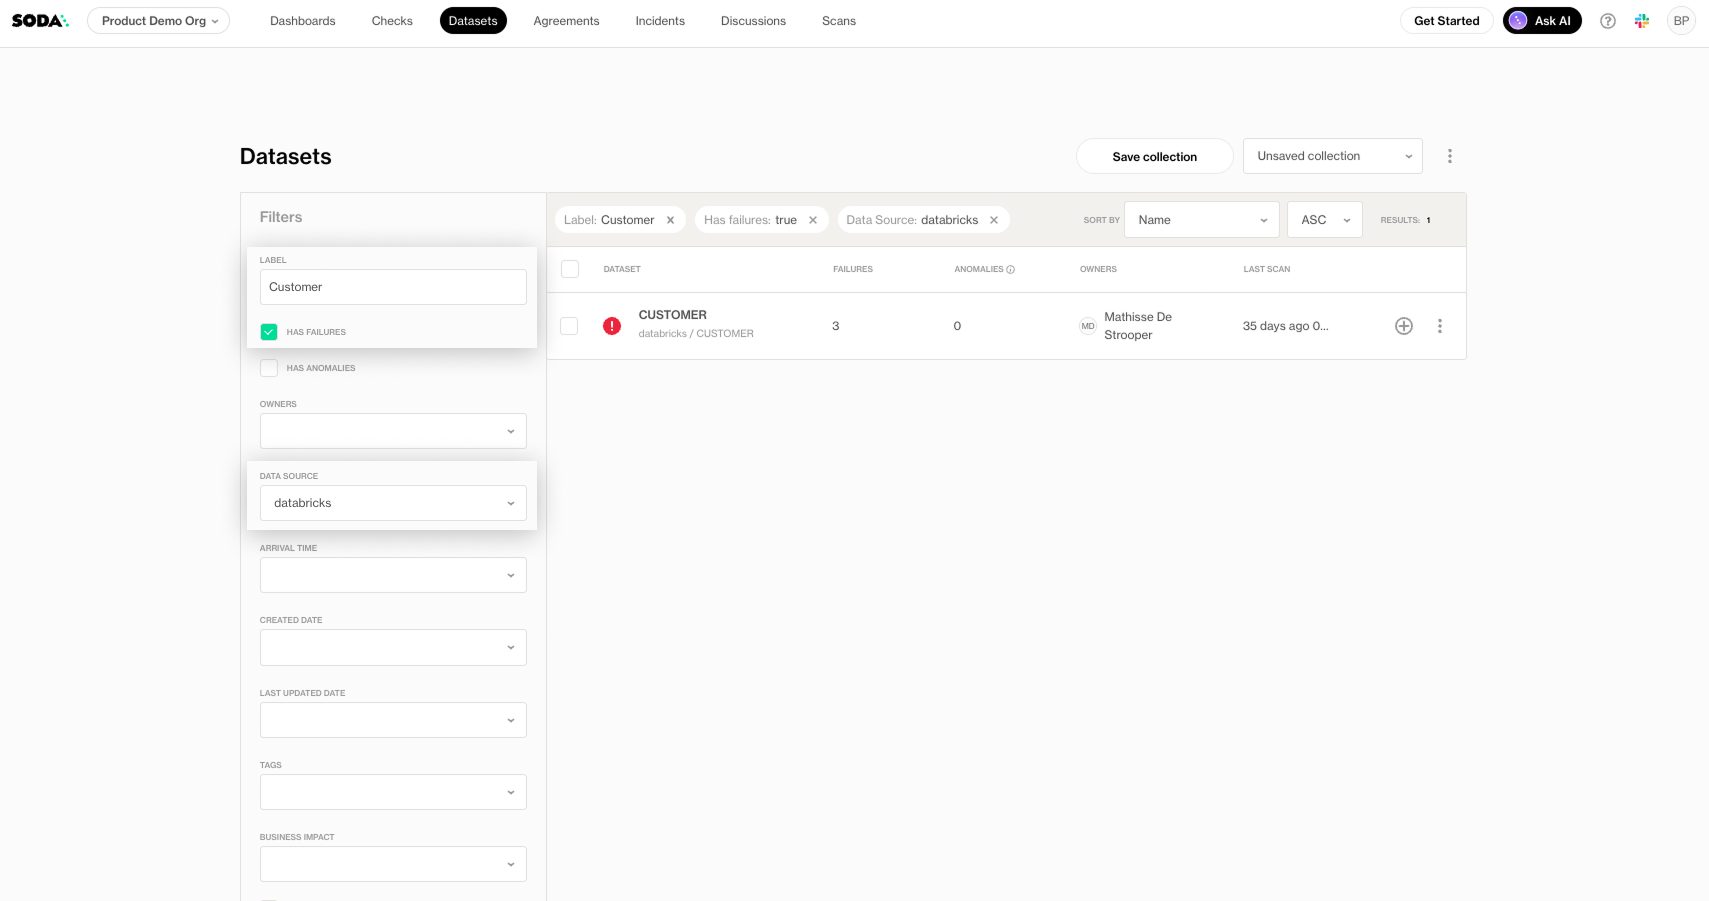 SODA
Product Demo Org
Dashboards
Checks
Datasets
Agreements
Incidents
Discussions
Scans
Get Started
Ask AI
BP
Datasets
Save collection
Unsaved collection
Filters
LABEL
Customer
HAS FAILURES
HAS ANOMALIES
OWNERS
DATA SOURCE
databricks
ARRIVAL TIME
CREATED DATE
LAST UPDATED DATE
TAGS
BUSINESS IMPACT
Label: Customer
Has failures: true
Data Source: databricks
SORT BY
Name
ASC
RESULTS: 1
DATASET
FAILURES
ANOMALIES
OWNERS
LAST SCAN
CUSTOMER
databricks / CUSTOMER
3
0
MD
Mathisse De
Strooper
35 days ago 0...